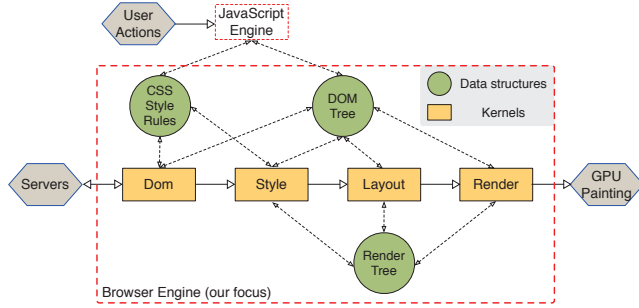 User
Actions
JavaScript
Engine
CSS
Style
Rules
DOM
Tree
Data structures
Kernels
Servers
Dom
Style
Layout
Render
GPU
Painting
Render
Tree
Browser Engine (our focus)